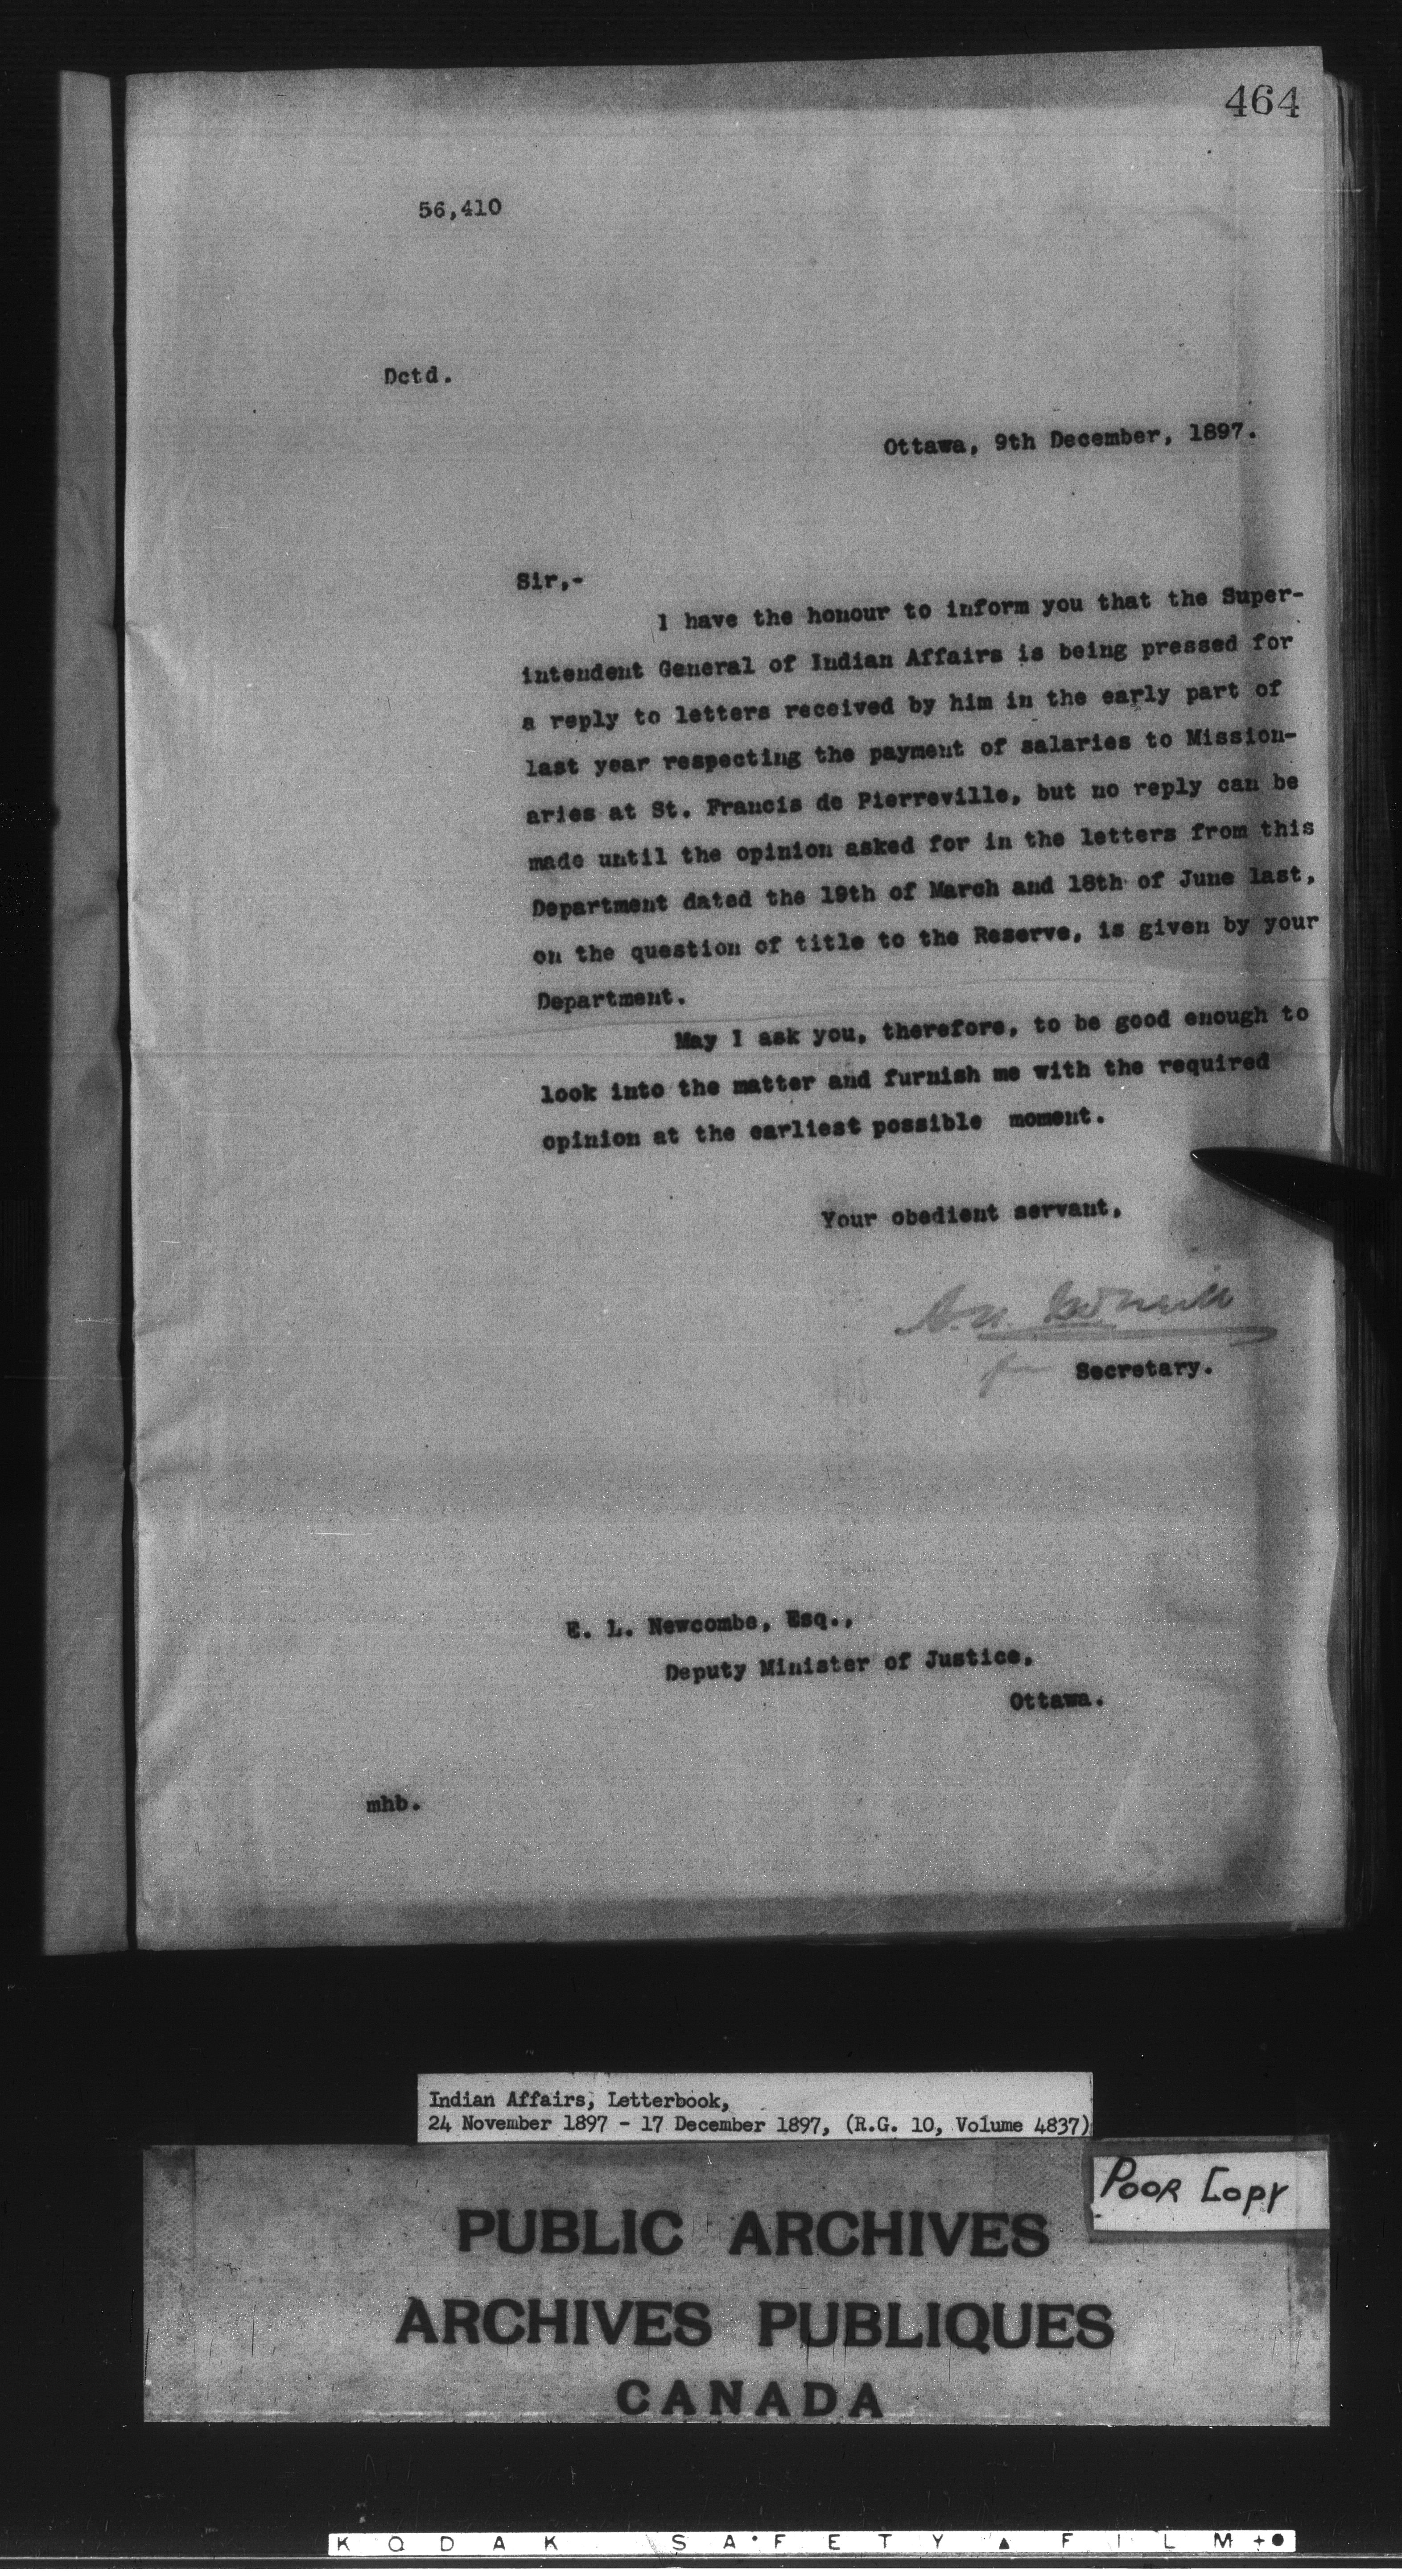 464
56,410
Dctd.
Ottawa, 9th December, 1897.
Sir,-
I have the honour to inform you that the Super-
intendent General of Indian Affairs is being pressed for
a reply to letters received by him in the early part of
last year respecting the payment of salaries to Mission-
aries at St. Francis de Pierreville, but no reply can be
made until the opinion asked for in the letters from this
Department dated the 19th of March and 18th of June last,
on the question of title to the Reserve, is given by your
Department.
May I ask you, therefore, to be good enough to
look into the matter and furnish me with the required
opinion at the earliest possible moment.
Your obedient servant,
Secretary.
E. L. Newcombe, Esq.,
Deputy Minister of Justice,
Ottawa.
mhb.
Indian Affairs, Letterbook,
24 November 1897 - 17 December 1897, (R.G. 10, Volume 4837)
POOR COPY
PUBLIC ARCHIVES
ARCHIVES PUBLIQUES
CANADA
KODAK SAFETY FILM